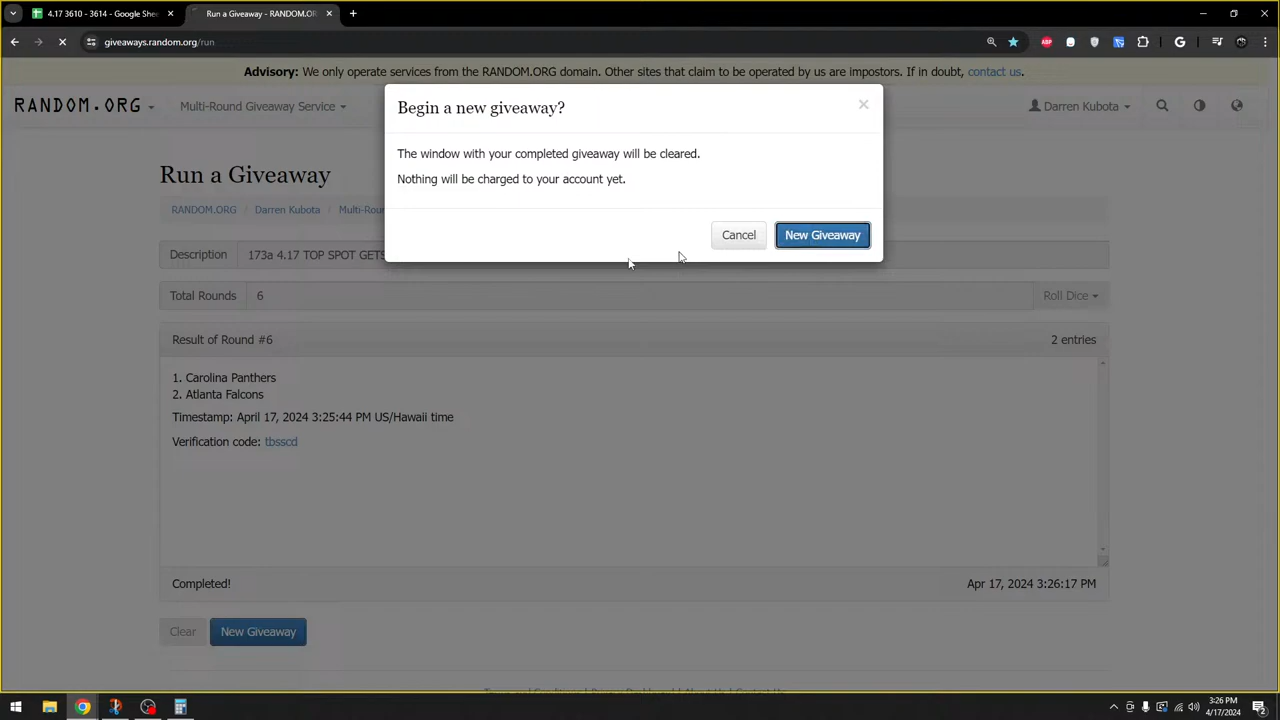 4.17 3610 - 3614 - Google Shee
Run a Giveaway - RANDOM.OR
giveaways.random.org/run
Advisory: We only operate services from the RANDOM.ORG domain. Other sites that claim to be operated by us are impostors. If in doubt, contact us.
RANDOM.ORG
Multi-Round Giveaway Service
Darren Kubota
Begin a new giveaway?
The window with your completed giveaway will be cleared.
Nothing will be charged to your account yet.
Cancel
New Giveaway
Run a Giveaway
RANDOM.ORG / Darren Kubota / Multi-Rou
Description
173a 4.17 TOP SPOT GETS
Total Rounds
6
Roll Dice
Result of Round #6
2 entries
1. Carolina Panthers
2. Atlanta Falcons
Timestamp: April 17, 2024 3:25:44 PM US/Hawaii time
Verification code: tbsscd
Completed!
Apr 17, 2024 3:26:17 PM
Clear
New Giveaway
3:26 PM
4/17/2024